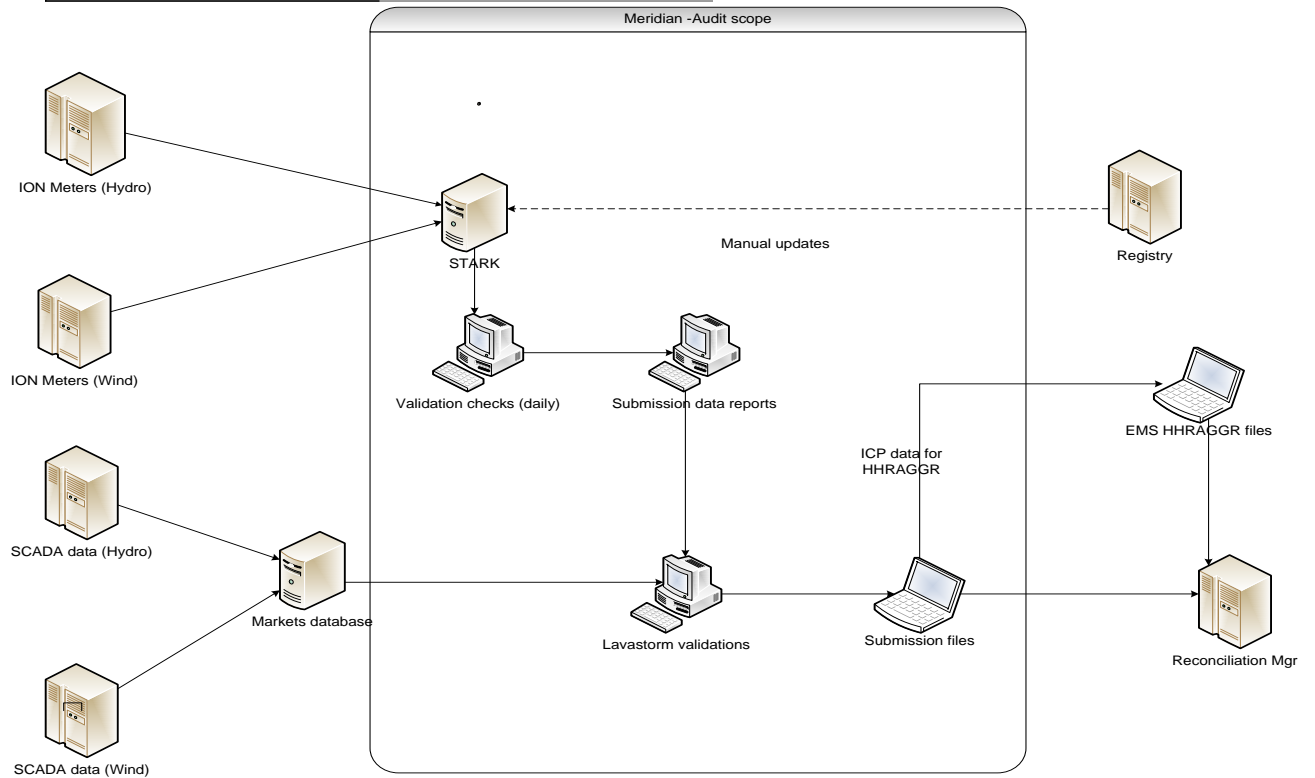 Meridian -Audit scope
ION Meters (Hydro)
STARK
Manual updates
Registry
ION Meters (Wind)
Validation checks (daily)
Submission data reports
EMS HHRAGGR files
ICP data for
HHRAGGR
SCADA data (Hydro)
Markets database
Lavastorm validations
Submission files
Reconciliation Mgr
SCADA data (Wind)